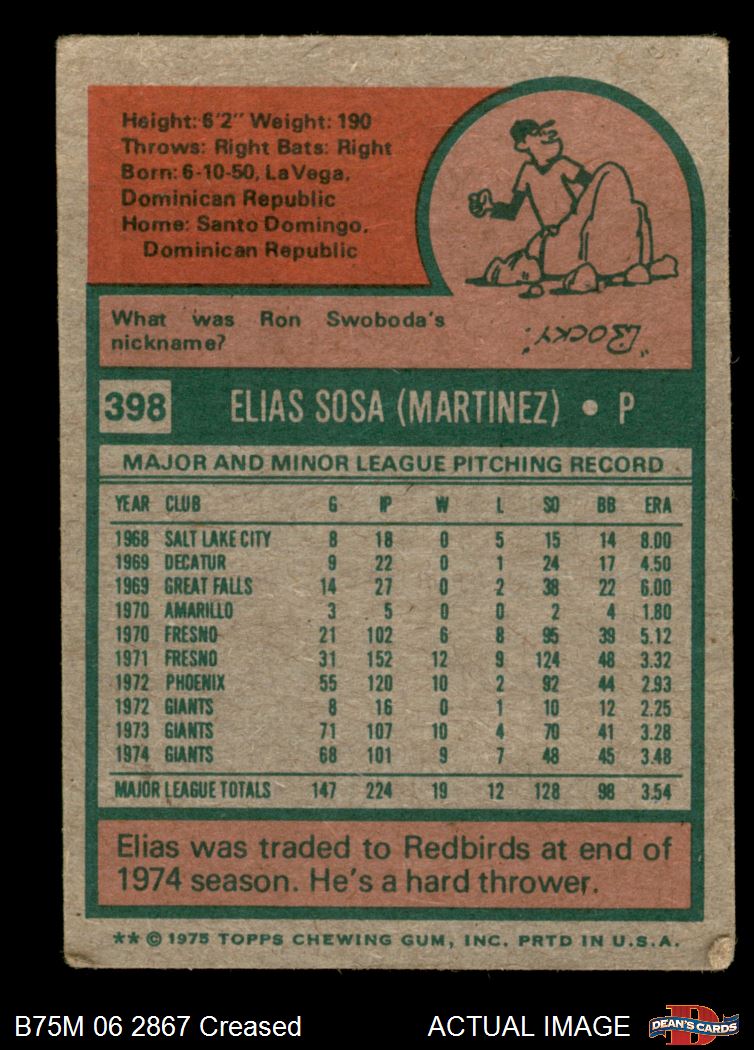 Height: 6'2" Weight: 190
Throws: Right Bats: Right
Born: 6-10-50, LaVega,
Dominican Republic
Home: Santo Domingo,
Dominican Republic
What was Ron Swoboda's
nickname?
"Rocky"
398 ELIAS SOSA (MARTINEZ) • P
MAJOR AND MINOR LEAGUE PITCHING RECORD
YEAR CLUB G IP W L SO BB ERA
1968 SALT LAKE CITY 8 18 0 5 15 14 8.00
1969 DECATUR 9 22 0 1 24 17 4.50
1969 GREAT FALLS 14 27 0 2 38 22 6.00
1970 AMARILLO 3 5 0 0 2 4 1.80
1970 FRESNO 21 102 6 8 95 39 5.12
1971 FRESNO 31 152 12 9 124 48 3.32
1972 PHOENIX 55 120 10 2 92 44 2.93
1972 GIANTS 8 16 0 1 10 12 2.25
1973 GIANTS 71 107 10 4 70 41 3.28
1974 GIANTS 68 101 9 7 48 45 3.48
MAJOR LEAGUE TOTALS 147 224 19 12 128 98 3.54
Elias was traded to Redbirds at end of
1974 season. He's a hard thrower.
** © 1975 TOPPS CHEWING GUM, INC. PRTD IN U.S.A.
B75M 06 2867 Creased ACTUAL IMAGE
DEAN'S CARDS